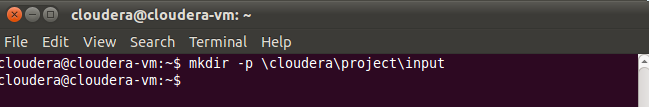 cloudera@cloudera-vm: ~
File Edit View Search Terminal Help
cloudera@cloudera-vm:~$ mkdir -p \cloudera\project\input
cloudera@cloudera-vm:~$